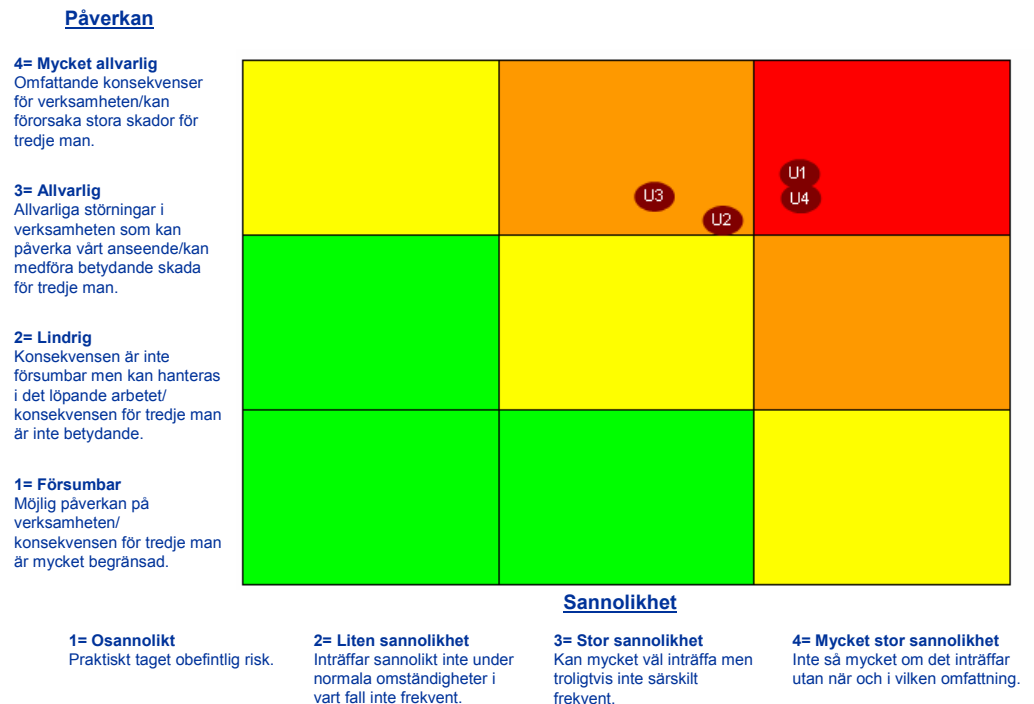 Påverkan
4= Mycket allvarlig
Omfattande konsekvenser
för verksamheten/kan
förorsaka stora skador för
tredje man.
3= Allvarlig
Allvarliga störningar i
verksamheten som kan
påverka vårt anseende/kan
medföra betydande skada
för tredje man.
2= Lindrig
Konsekvensen är inte
försumbar men kan hanteras
i det löpande arbetet/
konsekvensen för tredje man
är inte betydande.
1= Försumbar
Möjlig påverkan på
verksamheten/
konsekvensen för tredje man
är mycket begränsad.
U1
U3
U4
U2
Sannolikhet
1= Osannolikt
Praktiskt taget obefintlig risk.
2= Liten sannolikhet
Inträffar sannolikt inte under
normala omständigheter i
vart fall inte frekvent.
3= Stor sannolikhet
Kan mycket väl inträffa men
troligtvis inte särskilt
frekvent.
4= Mycket stor sannolikhet
Inte så mycket om det inträffar
utan när och i vilken omfattning.